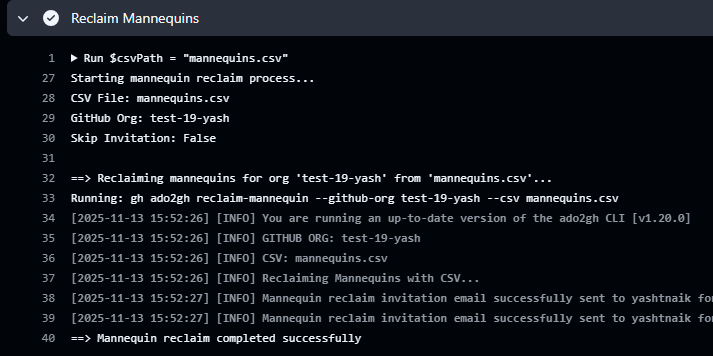 Reclaim Mannequins
1 ▶ Run $csvPath = "mannequins.csv"
27 Starting mannequin reclaim process...
28 CSV File: mannequins.csv
29 GitHub Org: test-19-yash
30 Skip Invitation: False
31
32 ==> Reclaiming mannequins for org 'test-19-yash' from 'mannequins.csv'...
33 Running: gh ado2gh reclaim-mannequin --github-org test-19-yash --csv mannequins.csv
34 [2025-11-13 15:52:26] [INFO] You are running an up-to-date version of the ado2gh CLI [v1.20.0]
35 [2025-11-13 15:52:26] [INFO] GITHUB ORG: test-19-yash
36 [2025-11-13 15:52:26] [INFO] CSV: mannequins.csv
37 [2025-11-13 15:52:26] [INFO] Reclaiming Mannequins with CSV...
38 [2025-11-13 15:52:27] [INFO] Mannequin reclaim invitation email successfully sent to yashtnaik fo
39 [2025-11-13 15:52:27] [INFO] Mannequin reclaim invitation email successfully sent to yashtnaik fo
40 ==> Mannequin reclaim completed successfully